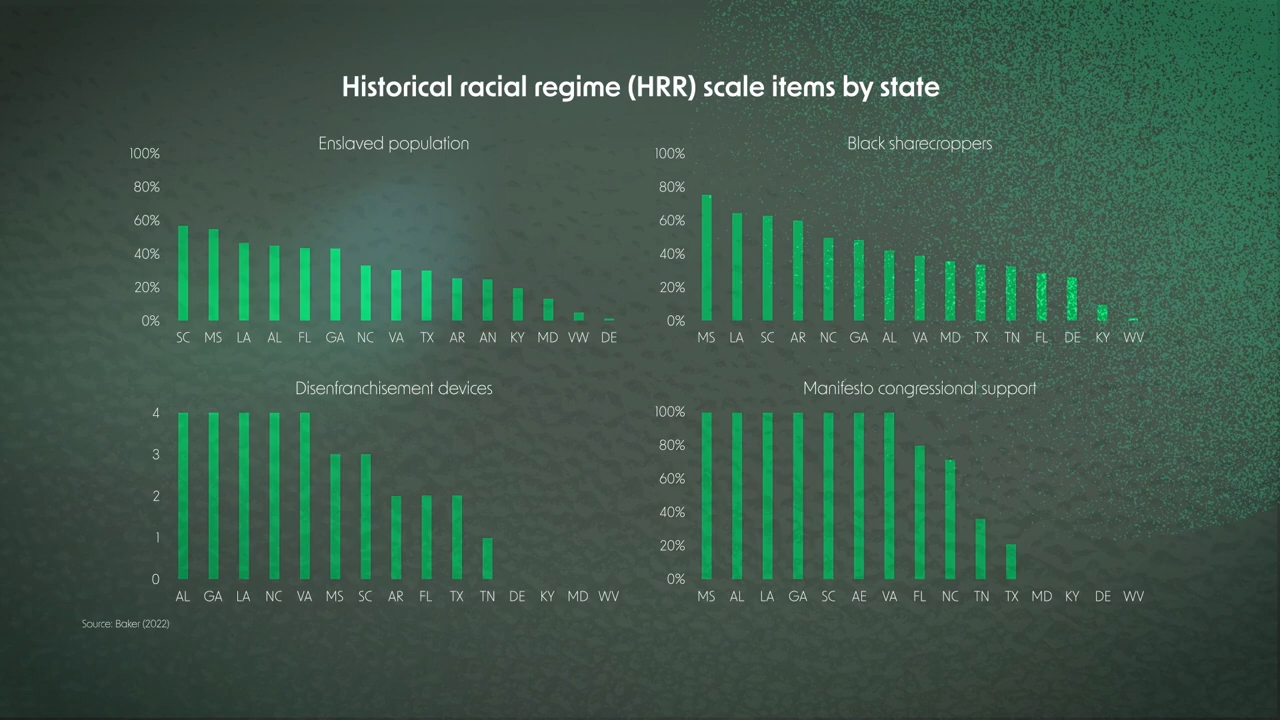 Historical racial regime (HRR) scale items by state
Enslaved population
100%
80%
60%
40%
20%
0%
SC MS LA AL FL GA NC VA TX AR AN KY MD VW DE
Black sharecroppers
100%
80%
60%
40%
20%
0%
MS LA SC AR NC GA AL VA MD TX TN FL DE KY WV
Disenfranchisement devices
4
3
2
1
0
AL GA LA NC VA MS SC AR FL TX TN DE KY MD WV
Manifesto congressional support
100%
80%
60%
40%
20%
0%
MS AL LA GA SC AE VA FL NC TN TX MD KY DE WV
Source: Baker (2022)